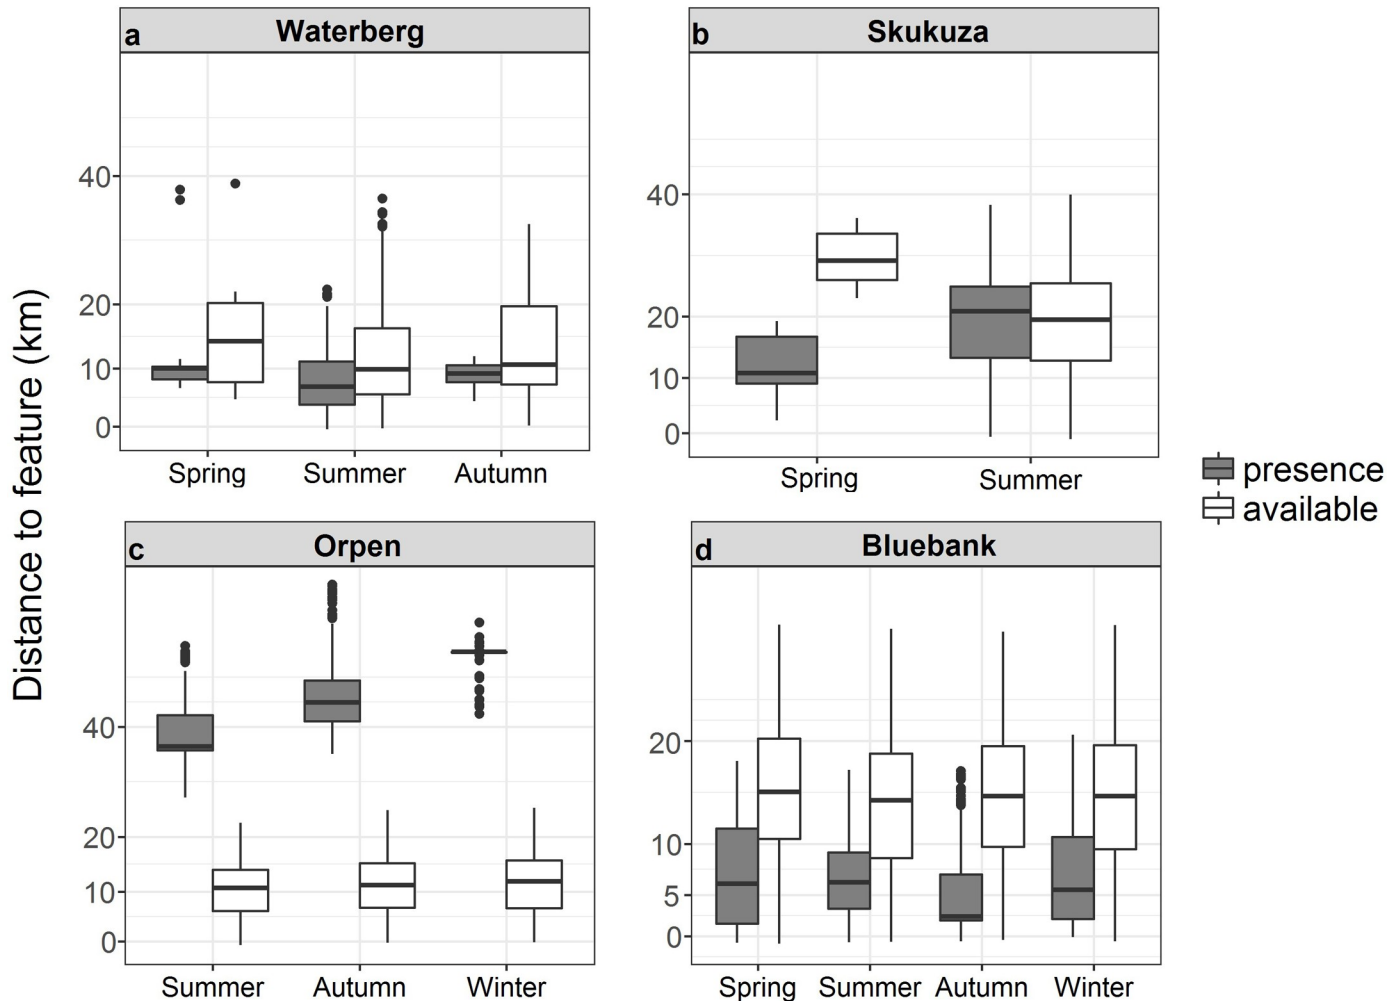 Distance to feature (km)
a Waterberg
40
20
10
0
Spring Summer Autumn
b Skukuza
40
20
10
0
Spring Summer
presence
available
c Orpen
40
20
10
0
Summer Autumn Winter
d Bluebank
20
10
5
0
Spring Summer Autumn Winter